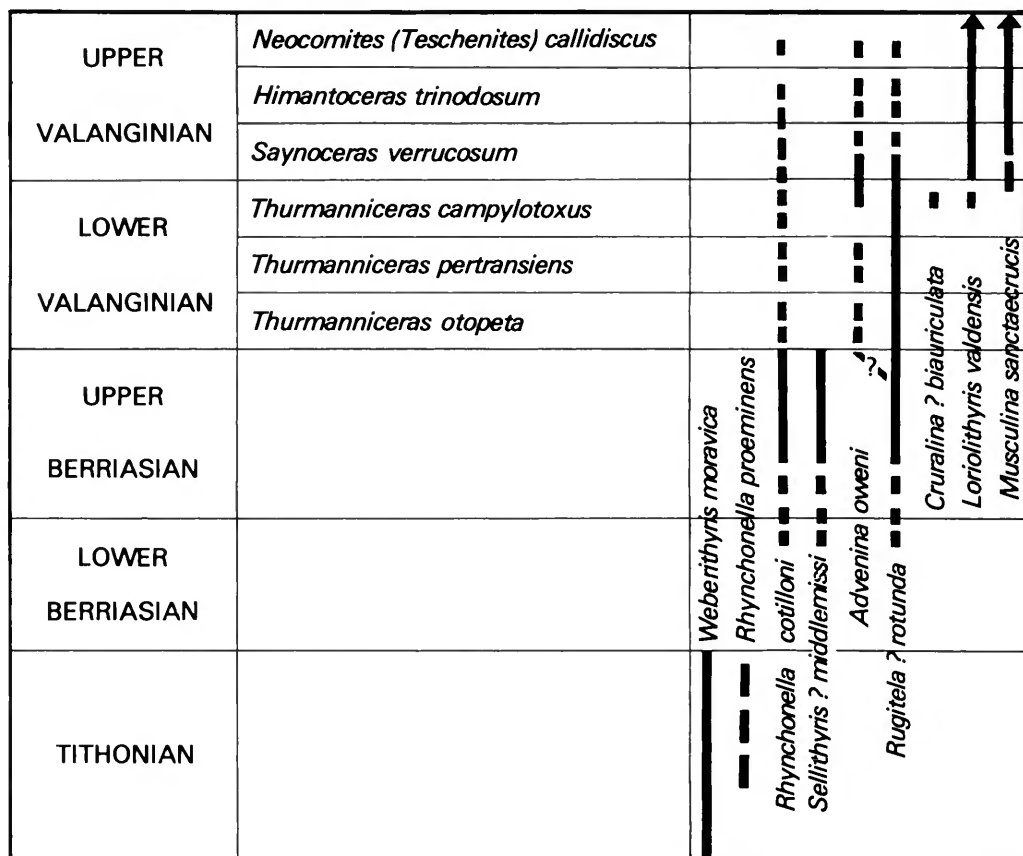 UPPER
VALANGINIAN
Neocomites (Teschenites) callidiscus
Himantoceras trinodosum
Saynoceras verrucosum
LOWER
VALANGINIAN
Thurmanniceras campylotoxus
Thurmanniceras pertransiens
Thurmanniceras otopeta
UPPER
BERRIASIAN
LOWER
BERRIASIAN
TITHONIAN
Weberithyris moravica
Rhynchonella proeminens
Rhynchonella cotilloni
Sellithyris ? middlemissi
Advenina oweni
?
Rugitela ? rotunda
Cruralina ? biauriculata
Loriolithyris valdensis
Musculina sanctaecrucis